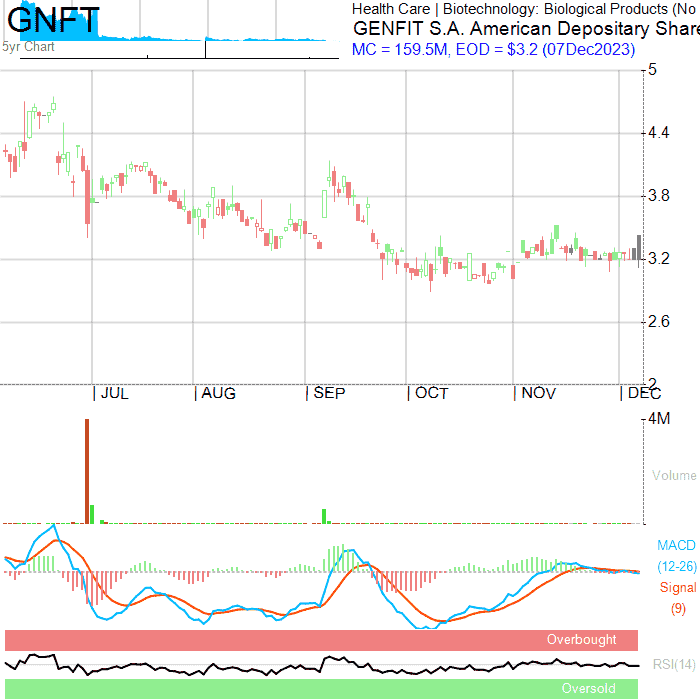 GNFT
5yr Chart
Health Care | Biotechnology: Biological Products (No
GENFIT S.A. American Depositary Share
MC = 159.5M, EOD = $3.2 (07Dec2023)
5
4.4
3.8
3.2
2.6
2
| JUL | AUG | SEP | OCT | NOV | DEC
4M
Volume
MACD
(12-26)
Signal
(9)
Overbought
RSI(14)
Oversold